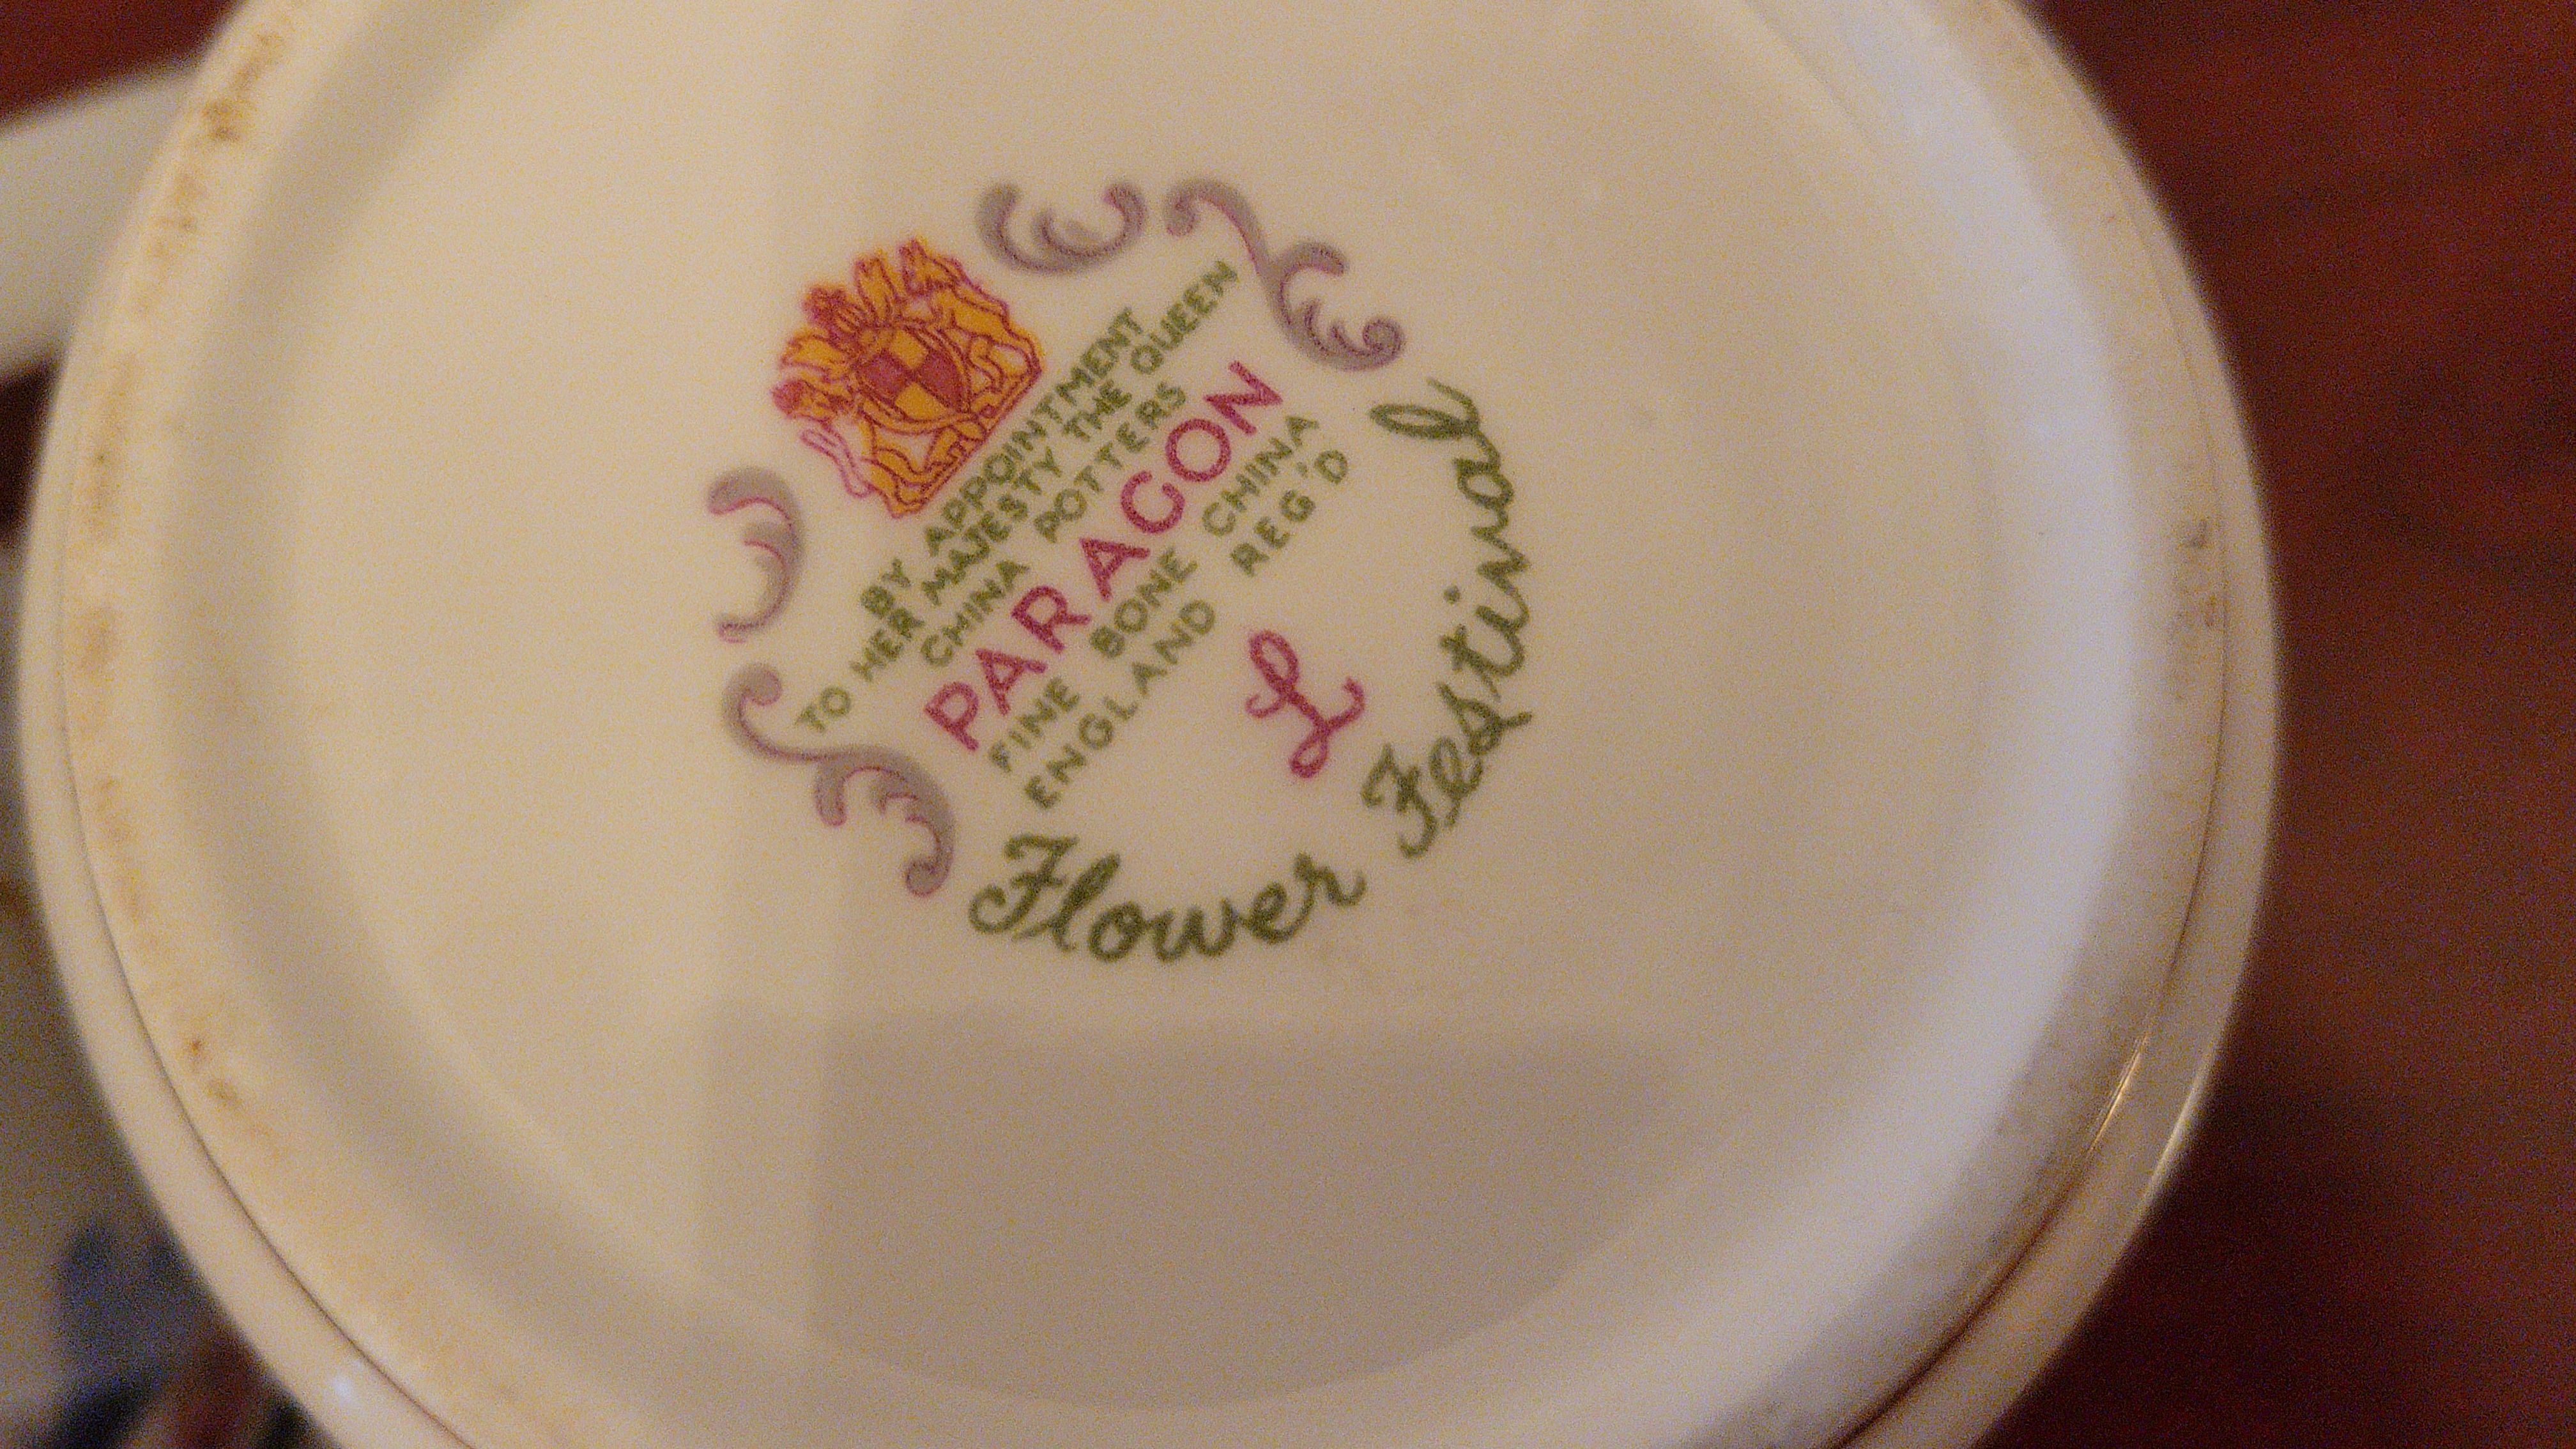 BY APPOINTMENT
TO HER MAJESTY THE QUEEN
CHINA POTTERS
PARAGON
FINE BONE CHINA
ENGLAND REG'D
L
Flower Festival